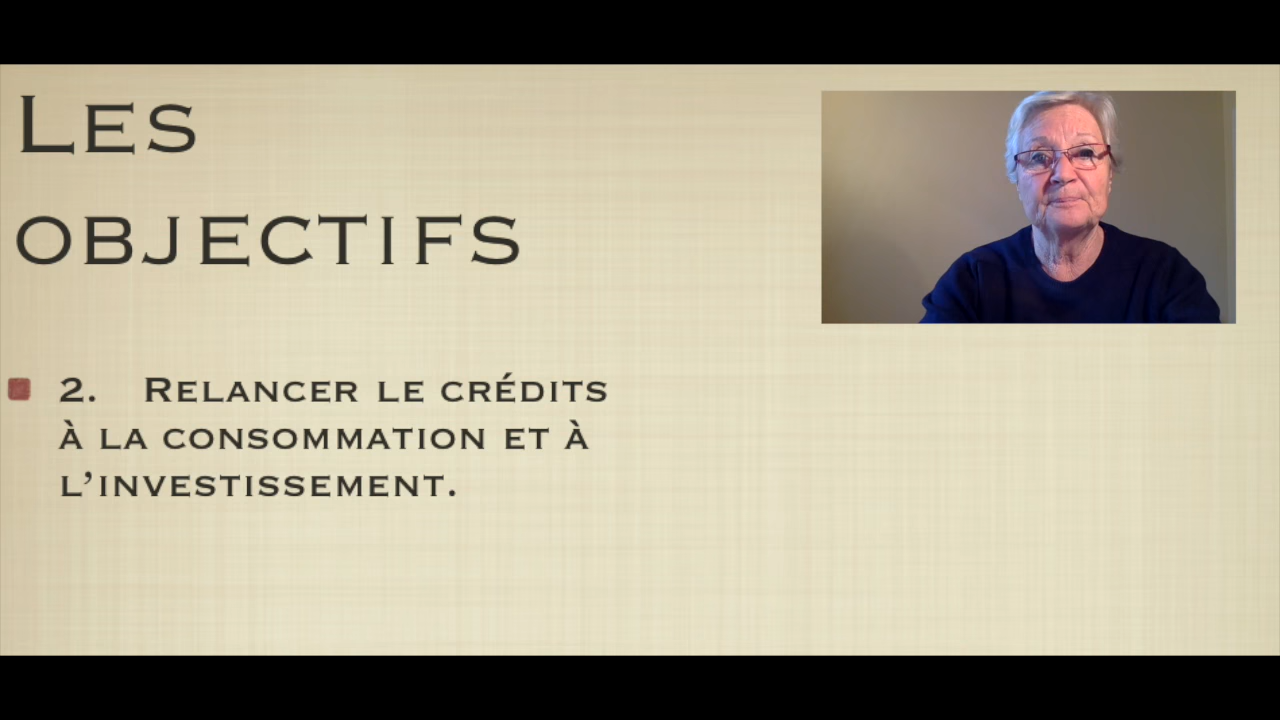 Les
objectifs
2. Relancer le crédits
à la consommation et à
l’investissement.